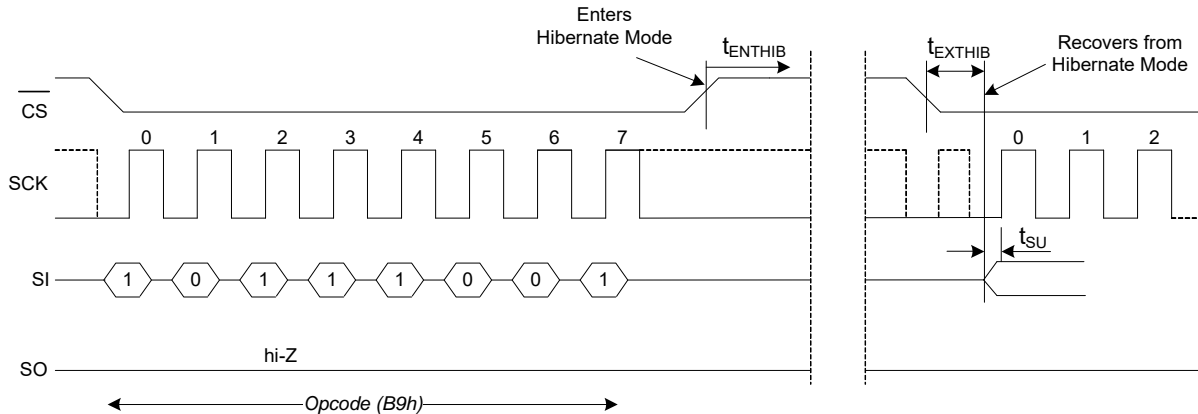 Enters
Hibernate Mode
tENTHIB
tEXTHIB
Recovers from
Hibernate Mode
CS
0 1 2 3 4 5 6 7 0 1 2
SCK
tSU
SI 1 0 1 1 1 0 0 1
hi-Z
SO
Opcode (B9h)